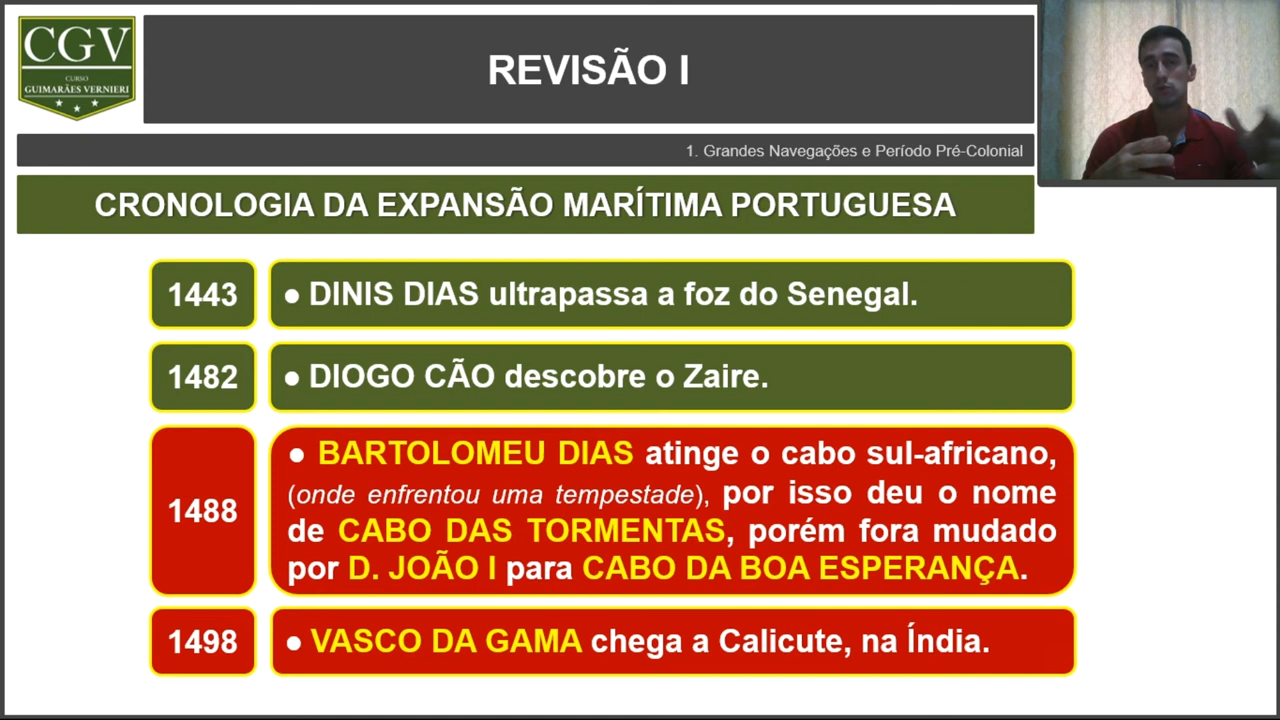 CGV
CURSO
GUIMARÃES VERNIERI
REVISÃO I
1. Grandes Navegações e Período Pré-Colonial
CRONOLOGIA DA EXPANSÃO MARÍTIMA PORTUGUESA
1443
● DINIS DIAS ultrapassa a foz do Senegal.
1482
● DIOGO CÃO descobre o Zaire.
1488
● BARTOLOMEU DIAS atinge o cabo sul-africano,
(onde enfrentou uma tempestade), por isso deu o nome
de CABO DAS TORMENTAS, porém fora mudado
por D. JOÃO I para CABO DA BOA ESPERANÇA.
1498
● VASCO DA GAMA chega a Calicute, na Índia.